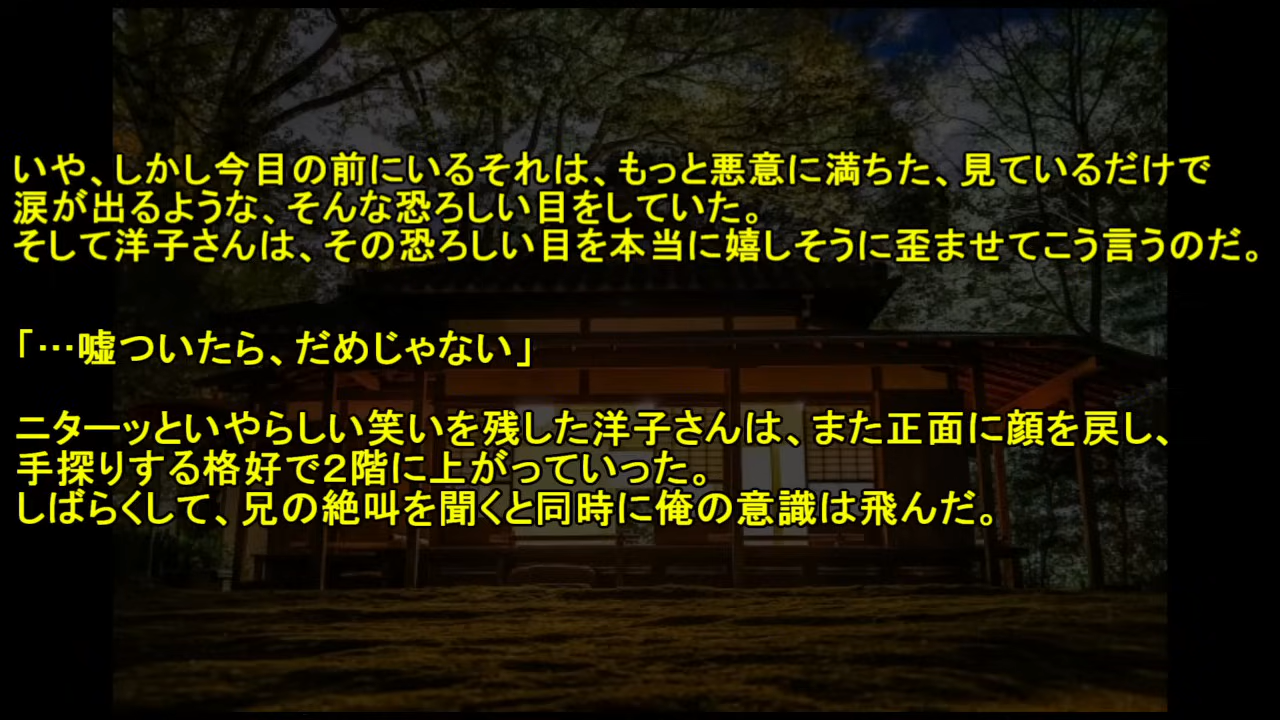 いや、しかし今目の前にいるそれは、もっと悪意に満ちた、見ているだけで
涙が出るような、そんな恐ろしい目をしていた。
そして洋子さんは、その恐ろしい目を本当に嬉しそうに歪ませてこう言うのだ。
「…嘘ついたら、だめじゃない」
ニターッといやらしい笑いを残した洋子さんは、また正面に顔を戻し、
手探りする格好で２階に上がっていった。
しばらくして、兄の絶叫を聞くと同時に俺の意識は飛んだ。